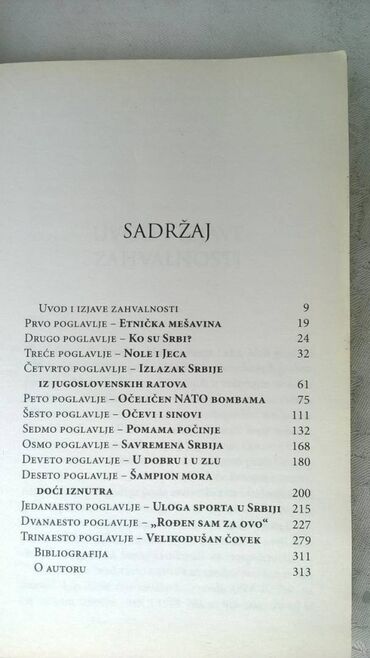 SADRŽAJ
UVOD I IZJAVE ZAHVALNOSTI 9
PRVO POGLAVLJE – ETNIČKA MEŠAVINA 19
DRUGO POGLAVLJE – KO SU SRBI? 24
TREĆE POGLAVLJE – NOLE I JECA 32
ČETVRTO POGLAVLJE – IZLAZAK SRBIJE
IZ JUGOSLOVENSKIH RATOVA 61
PETO POGLAVLJE – OČELIČEN NATO BOMBAMA 75
ŠESTO POGLAVLJE – OČEVI I SINOVI 111
SEDMO POGLAVLJE – POMAMA POČINJE 132
OSMO POGLAVLJE – SAVREMENA SRBIJA 168
DEVETO POGLAVLJE – U DOBRU I U ZLU 180
DESETO POGLAVLJE – ŠAMPION MORA
DOĆI IZNUTRA 200
JEDANAESTO POGLAVLJE – ULOGA SPORTA U SRBIJI 215
DVANAESTO POGLAVLJE – „ROĐEN SAM ZA OVO“ 227
TRINAESTO POGLAVLJE – VELIKODUŠAN ČOVEK 279
BIBLIOGRAFIJA 311
O AUTORU 313